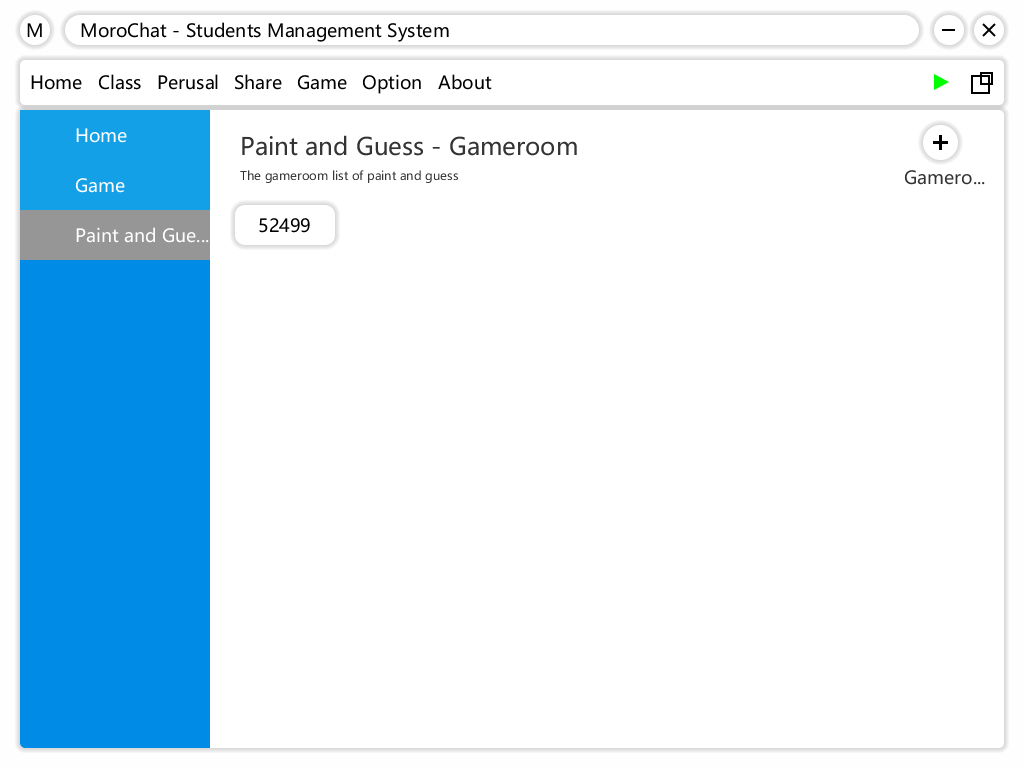 M
MoroChat - Students Management System
Home Class Perusal Share Game Option About
Home
Game
Paint and Gue...
Paint and Guess - Gameroom
The gameroom list of paint and guess
Gamero...
52499